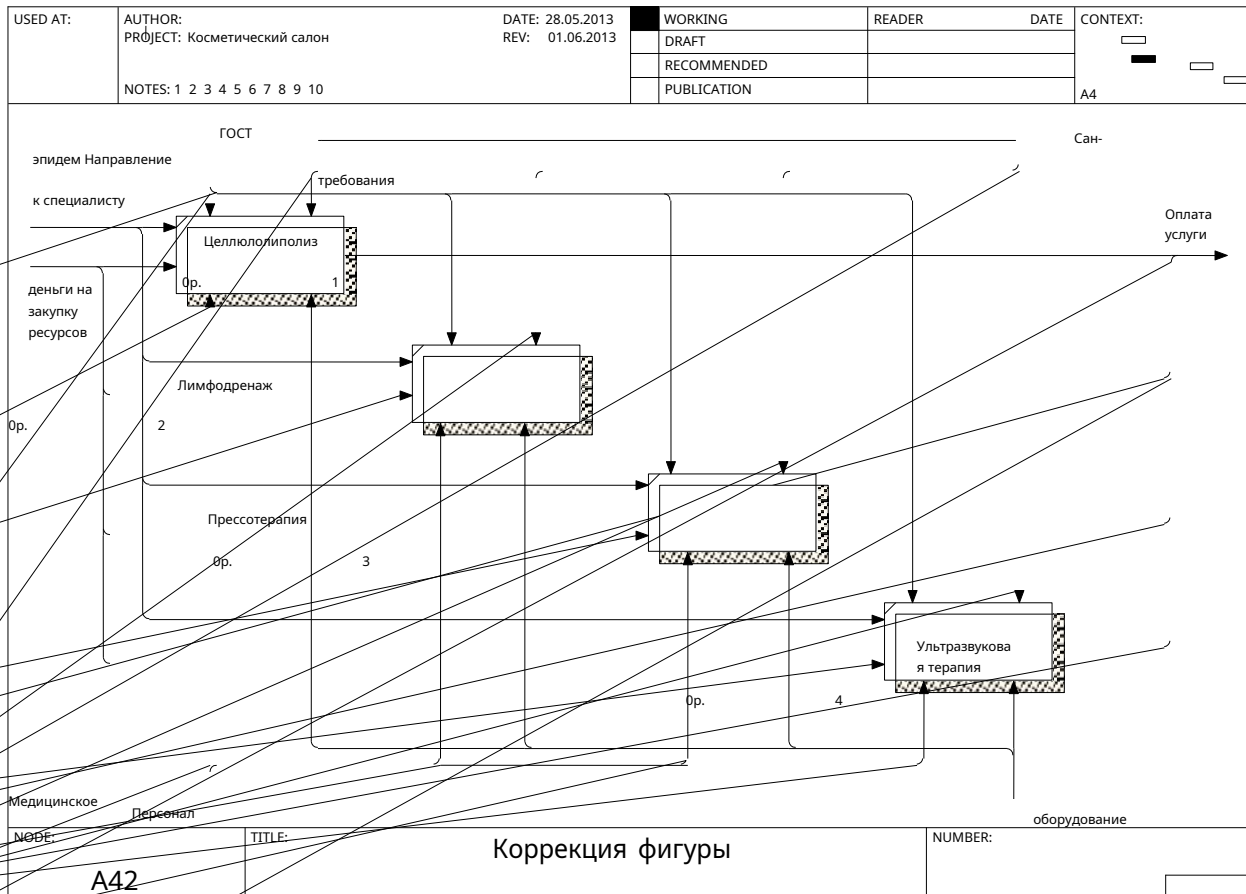 USED AT:
AUTHOR:
DATE: 28.05.2013
WORKING
READER
DATE
CONTEXT:
PROJECT: Косметический салон
REV: 01.06.2013
DRAFT
RECOMMENDED
NOTES: 1 2 3 4 5 6 7 8 9 10
PUBLICATION
A4
ГОСТ
Сан-
эпидем Направление
требования
к специалисту
Оплата
услуги
Целлюлолиполиз
0р.
1
деньги на
закупку
ресурсов
Лимфодренаж
0р.
2
Прессотерапия
0р.
3
Ультразвукова
я терапия
0р.
4
Медицинское
Персонал
оборудование
NODE:
TITLE:
Коррекция фигуры
NUMBER:
A42